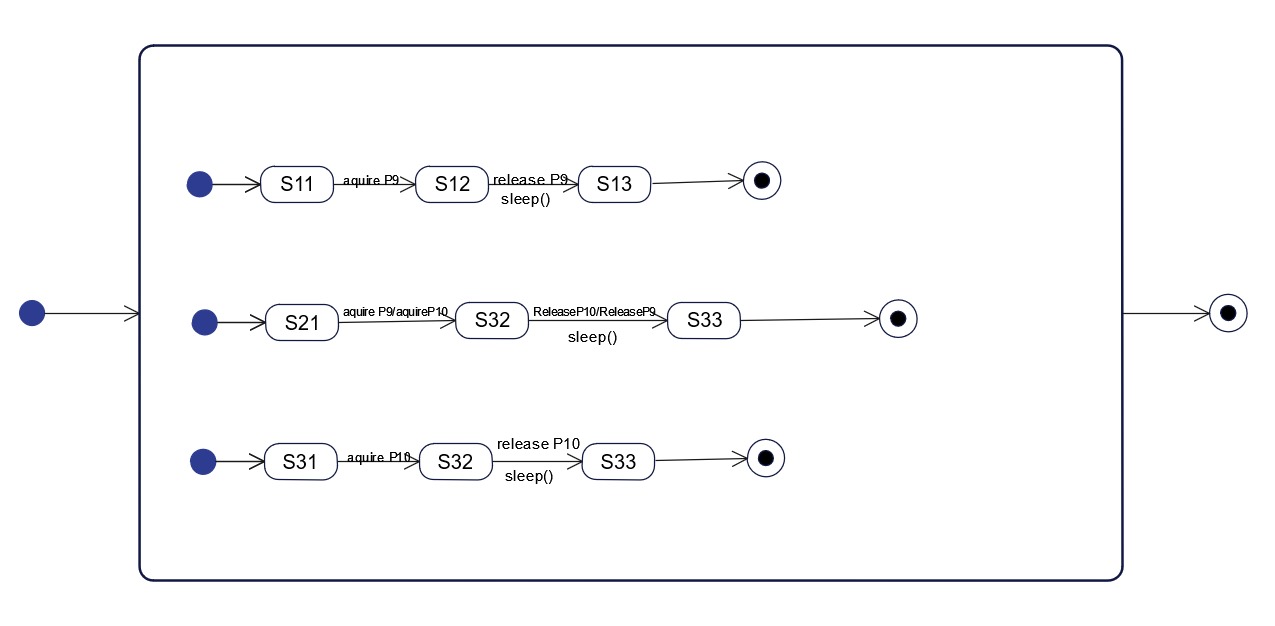 S11
aquire P9
S12
release P9
sleep()
S13
S21
aquire P9/aquireP10
S32
ReleaseP10/ReleaseP9
sleep()
S33
S31
aquire P10
S32
release P10
sleep()
S33